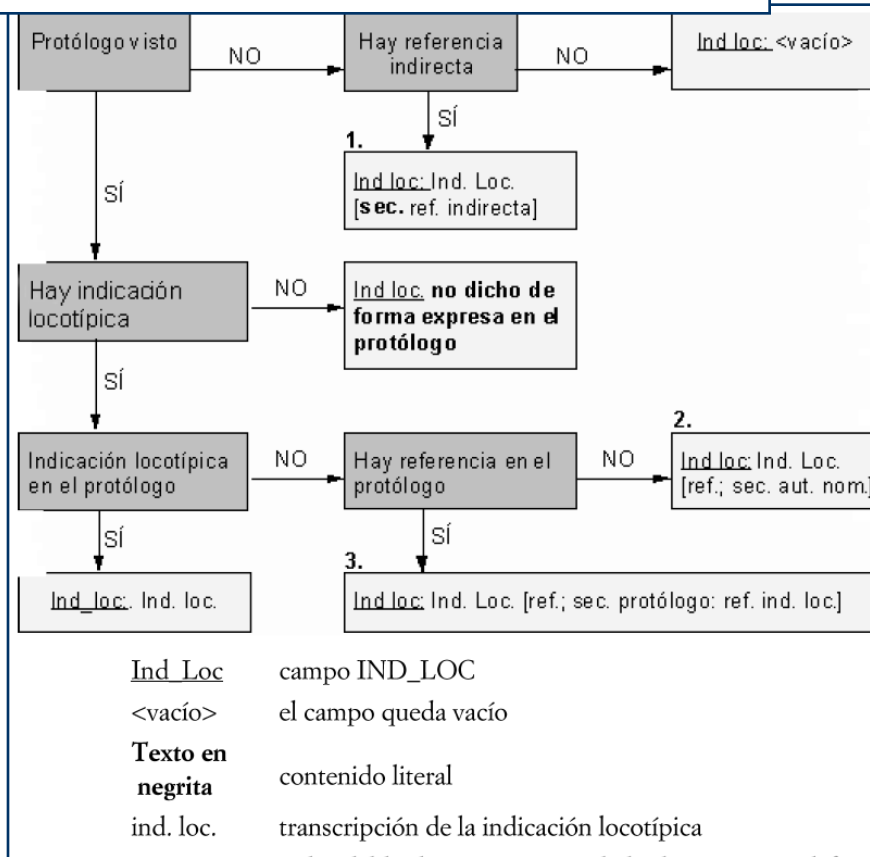 Protólogo visto
NO
Hay referencia
indirecta
NO
Ind loc: <vacío>
SÍ
SÍ
1.
Ind loc: Ind. Loc.
[sec. ref. indirecta]
Hay indicación
locotípica
NO
Ind loc. no dicho de
forma expresa en el
protólogo
SÍ
Indicación locotípica
en el protólogo
NO
Hay referencia en el
protólogo
NO
2.
Ind loc: Ind. Loc.
[ref.; sec. aut. nom.]
SÍ
SÍ
Ind_loc:. Ind. loc.
3.
Ind loc: Ind. Loc. [ref.; sec. protólogo: ref. ind. loc.]
Ind_Loc campo IND_LOC
<vacío> el campo queda vacío
Texto en
negrita contenido literal
ind. loc. transcripción de la indicación locotípica